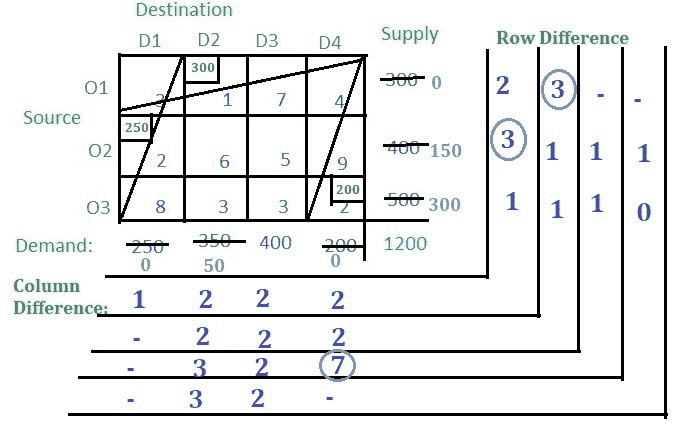 Destination
D1 D2 D3 D4 Supply Row Difference
300
O1 3 1 7 4 300 0 2 3 - -
Source
250
O2 2 6 5 9 400 150 3 1 1 1
200
O3 8 3 3 2 500 300 1 1 1 0
Demand: 250 350 400 200 1200
0 50 0
Column
Difference: 1 2 2 2
- 2 2 2
- 3 2 7
- 3 2 -